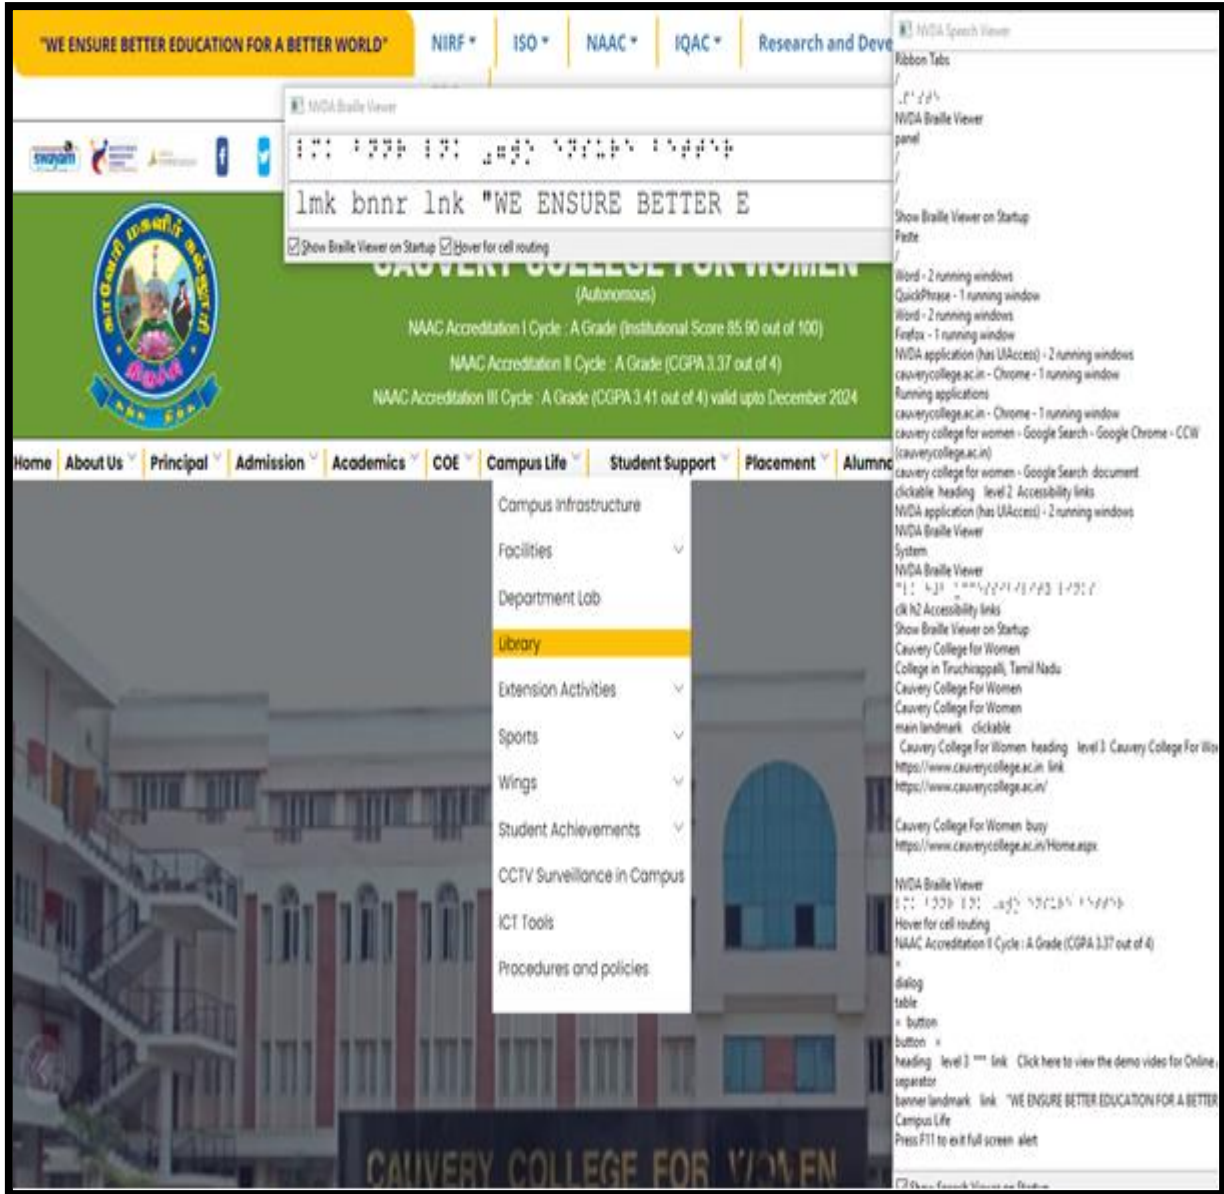 "WE ENSURE BETTER EDUCATION FOR A BETTER WORLD"
NIRF
ISO
NAAC
IQAC
Research and Deve
NVDA Braille Viewer
lmk bnnr lnk "WE ENSURE BETTER E
Show Braille Viewer on Startup Hover for cell routing
swayam
f
காவேரி மகளிர் கல்லூரி
திருச்சி
கற்க நிற்க
CAUVERY COLLEGE FOR WOMEN
(Autonomous)
NAAC Accreditation I Cycle : A Grade (Institutional Score 85.90 out of 100)
NAAC Accreditation II Cycle : A Grade (CGPA 3.37 out of 4)
NAAC Accreditation III Cycle : A Grade (CGPA 3.41 out of 4) valid upto December 2024
Home About Us Principal Admission Academics COE Campus Life Student Support Placement Alumna
Campus Infrastructure
Facilities
Department Lab
Library
Extension Activities
Sports
Wings
Student Achievements
CCTV Surveillance in Campus
ICT Tools
Procedures and policies
CAUVERY COLLEGE FOR WOMEN
NVDA Speech Viewer
Ribbon Tabs
/
NVDA Braille Viewer
panel
/
/
/
Show Braille Viewer on Startup
Paste
/
Word - 2 running windows
QuickPhrase - 1 running window
Word - 2 running windows
Firefox - 1 running window
NVDA application (has UIAccess) - 2 running windows
cauverycollege.ac.in - Chrome - 1 running window
Running applications
cauverycollege.ac.in - Chrome - 1 running window
cauvery college for women - Google Search - Google Chrome - CCW
(cauverycollege.ac.in)
cauvery college for women - Google Search document
clickable heading level 2 Accessibility links
NVDA application (has UIAccess) - 2 running windows
NVDA Braille Viewer
System
NVDA Braille Viewer
clk h2 Accessibility links
Show Braille Viewer on Startup
Cauvery College for Women
College in Tiruchirappalli, Tamil Nadu
Cauvery College For Women
Cauvery College For Women
main landmark clickable
Cauvery College For Women heading level 3 Cauvery College For Wo
https://www.cauverycollege.ac.in link
https://www.cauverycollege.ac.in/
Cauvery College For Women busy
https://www.cauverycollege.ac.in/Home.aspx
NVDA Braille Viewer
Hover for cell routing
NAAC Accreditation II Cycle : A Grade (CGPA 3.37 out of 4)
×
dialog
table
× button
button ×
heading level 3 *** link Click here to view the demo video for Online
separator
banner landmark link "WE ENSURE BETTER EDUCATION FOR A BETTER
Campus Life
Press F11 to exit full screen alert
Show Speech Viewer on Startup